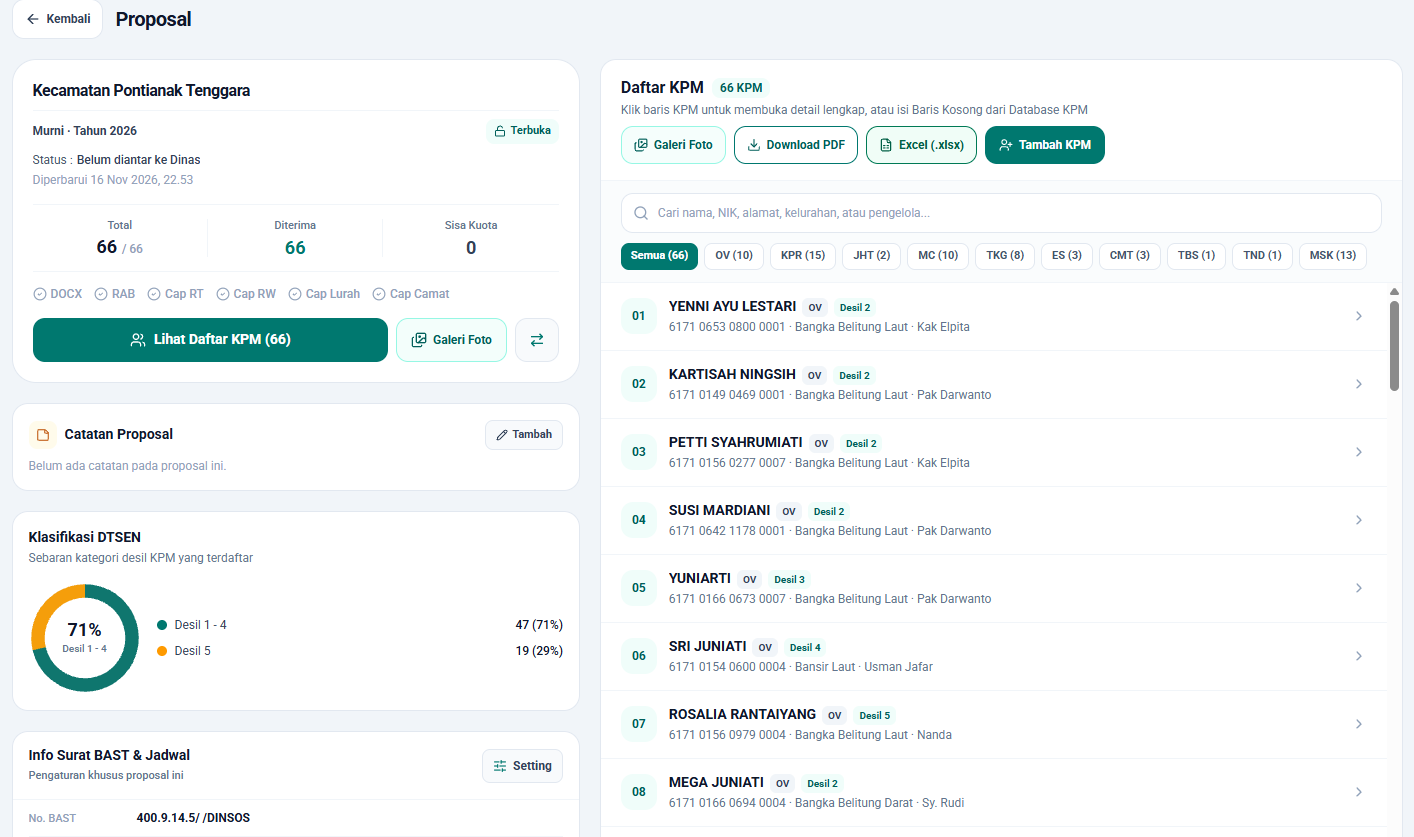 Kembali
Proposal
Kecamatan Pontianak Tenggara
Murni · Tahun 2026
Terbuka
Status : Belum diantar ke Dinas
Diperbarui 16 Nov 2026, 22.53
Total
Diterima
Sisa Kuota
66 / 66
66
0
DOCX RAB Cap RT Cap RW Cap Lurah Cap Camat
Lihat Daftar KPM (66)
Galeri Foto
Catatan Proposal
Tambah
Belum ada catatan pada proposal ini.
Klasifikasi DTSEN
Sebaran kategori desil KPM yang terdaftar
71%
Desil 1 - 4
Desil 1 - 4 47 (71%)
Desil 5 19 (29%)
Info Surat BAST & Jadwal
Pengaturan khusus proposal ini
Setting
No. BAST 400.9.14.5/ /DINSOS
Daftar KPM 66 KPM
Klik baris KPM untuk membuka detail lengkap, atau isi Baris Kosong dari Database KPM
Galeri Foto
Download PDF
Excel (.xlsx)
Tambah KPM
Cari nama, NIK, alamat, kelurahan, atau pengelola...
Semua (66) OV (10) KPR (15) JHT (2) MC (10) TKG (8) ES (3) CMT (3) TBS (1) TND (1) MSK (13)
01 YENNI AYU LESTARI OV Desil 2
6171 0653 0800 0001 · Bangka Belitung Laut · Kak Elpita
02 KARTISAH NINGSIH OV Desil 2
6171 0149 0469 0001 · Bangka Belitung Laut · Pak Darwanto
03 PETTI SYAHRUMIATI OV Desil 2
6171 0156 0277 0007 · Bangka Belitung Laut · Kak Elpita
04 SUSI MARDIANI OV Desil 2
6171 0642 1178 0001 · Bangka Belitung Laut · Pak Darwanto
05 YUNIARTI OV Desil 3
6171 0166 0673 0007 · Bangka Belitung Laut · Pak Darwanto
06 SRI JUNIATI OV Desil 4
6171 0154 0600 0004 · Bansir Laut · Usman Jafar
07 ROSALIA RANTAIYANG OV Desil 5
6171 0156 0979 0004 · Bangka Belitung Laut · Nanda
08 MEGA JUNIATI OV Desil 2
6171 0166 0694 0004 · Bangka Belitung Darat · Sy. Rudi